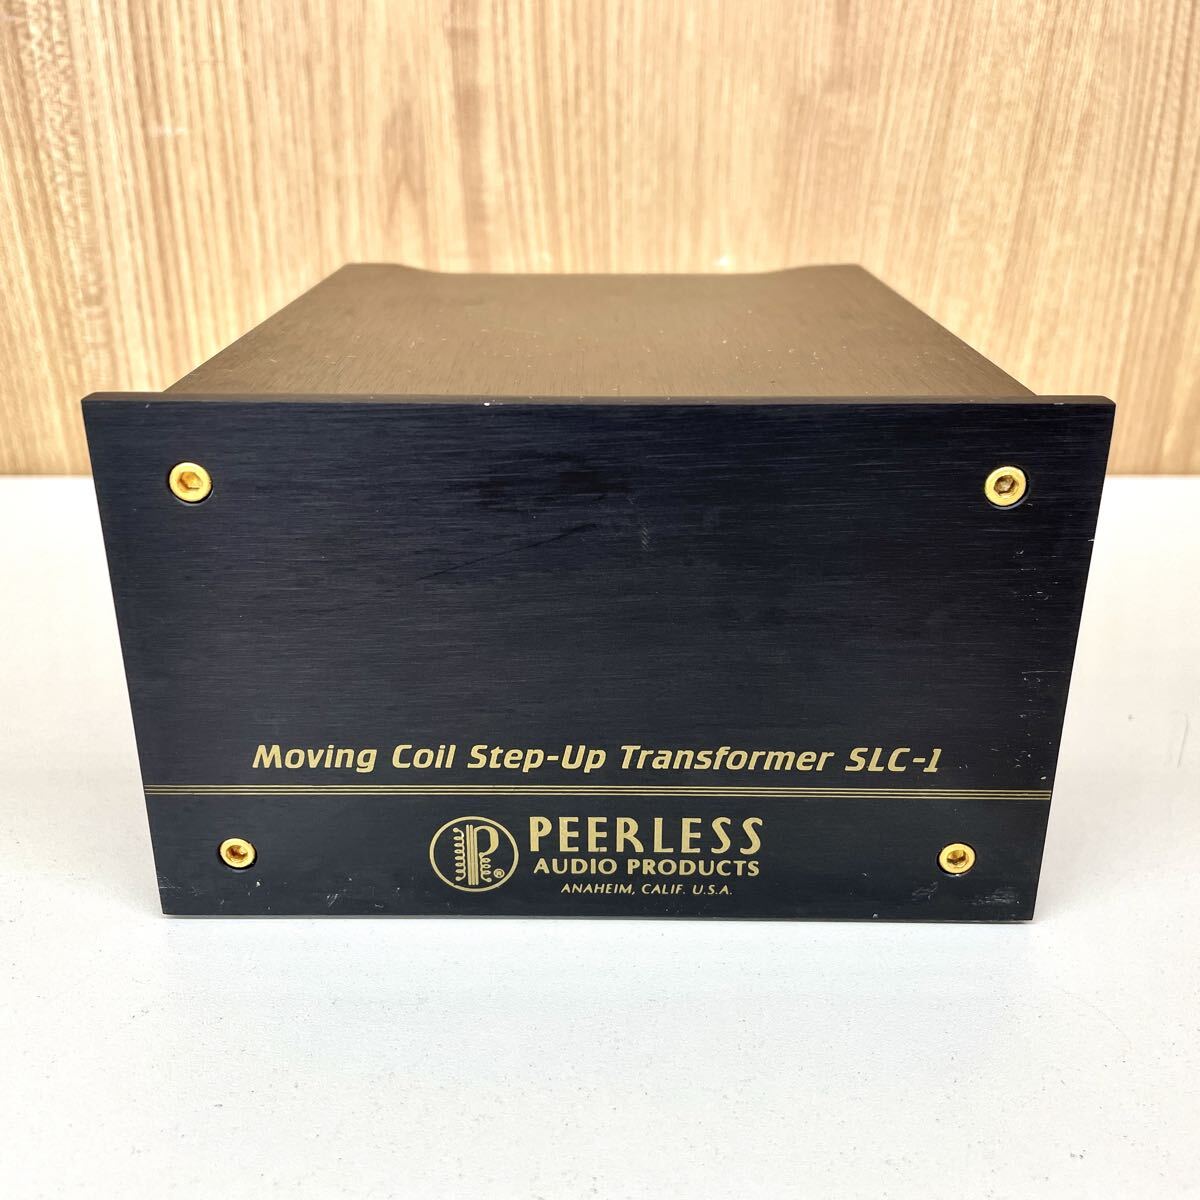 Moving Coil Step-Up Transformer SLC-1
P ®
PEERLESS
AUDIO PRODUCTS
ANAHEIM, CALIF. U.S.A.